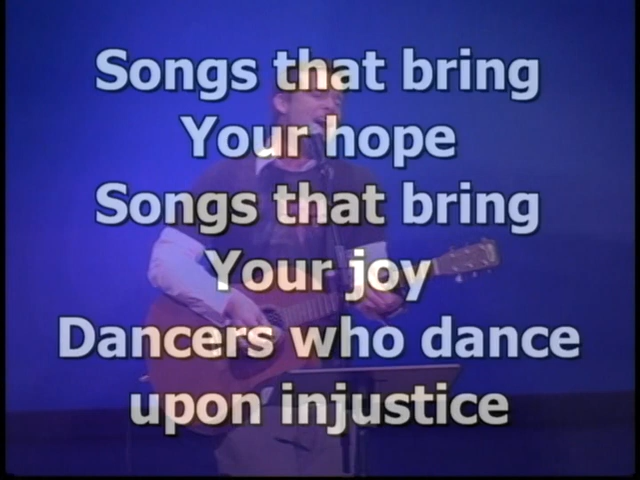 Songs that bring
Your hope
Songs that bring
Your joy
Dancers who dance
upon injustice